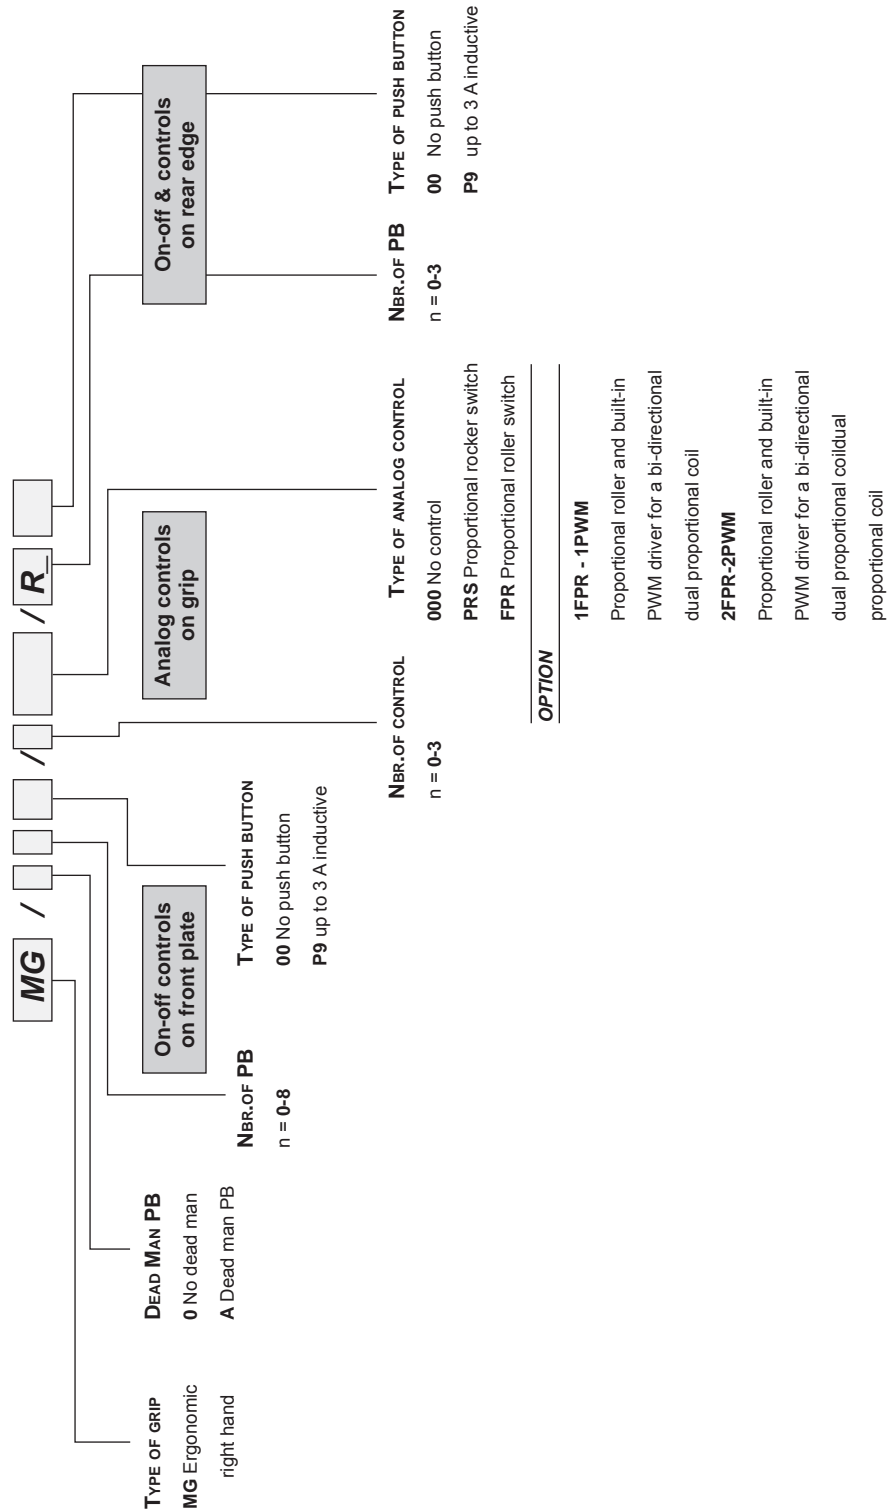 MG / / / R_
On-off controls
on front plate
Analog controls
on grip
On-off & controls
on rear edge
TYPE OF GRIP
MG Ergonomic
right hand
DEAD MAN PB
0 No dead man
A Dead man PB
NBR.OF PB
n = 0-8
TYPE OF PUSH BUTTON
00 No push button
P9 up to 3 A inductive
NBR.OF CONTROL
n = 0-3
TYPE OF ANALOG CONTROL
000 No control
PRS Proportional rocker switch
FPR Proportional roller switch
OPTION
1FPR - 1PWM
Proportional roller and built-in
PWM driver for a bi-directional
dual proportional coil
2FPR-2PWM
Proportional roller and built-in
PWM driver for a bi-directional
dual proportional coildual
proportional coil
NBR.OF PB
n = 0-3
TYPE OF PUSH BUTTON
00 No push button
P9 up to 3 A inductive